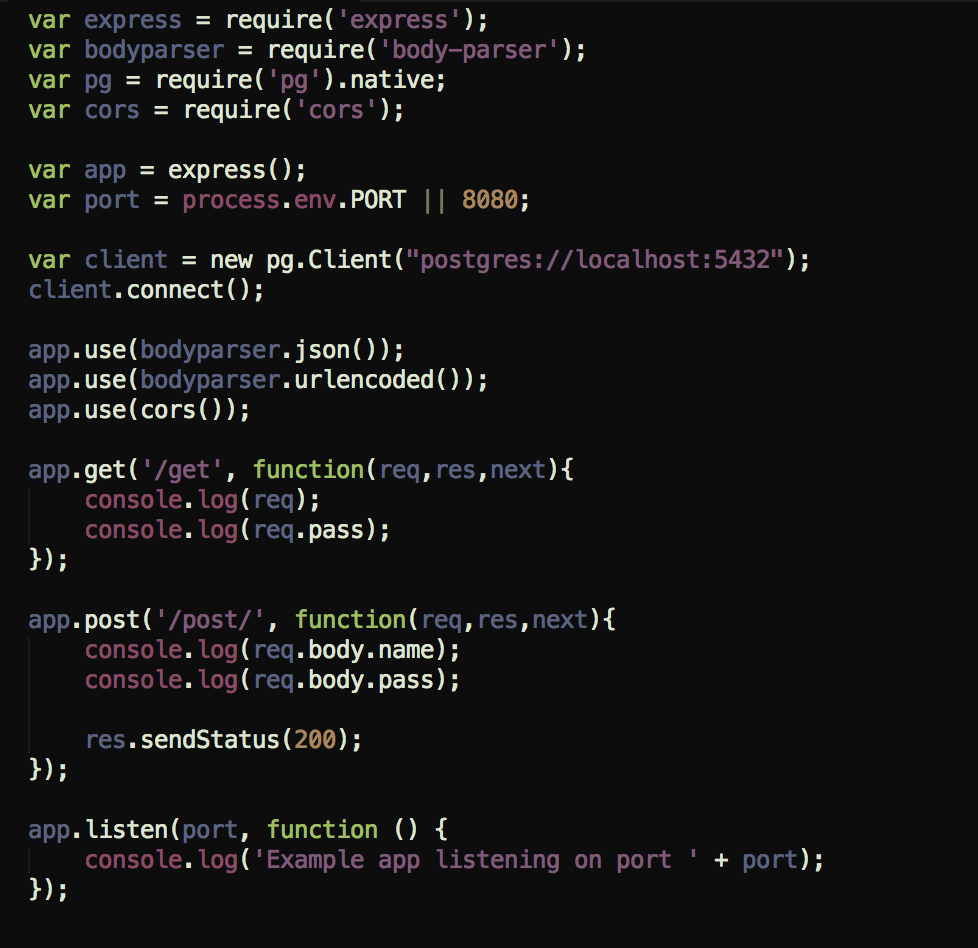 var express = require('express');
var bodyparser = require('body-parser');
var pg = require('pg').native;
var cors = require('cors');
var app = express();
var port = process.env.PORT || 8080;
var client = new pg.Client("postgres://localhost:5432");
client.connect();
app.use(bodyparser.json());
app.use(bodyparser.urlencoded());
app.use(cors());
app.get('/get', function(req,res,next){
    console.log(req);
    console.log(req.pass);
});
app.post('/post/', function(req,res,next){
    console.log(req.body.name);
    console.log(req.body.pass);
    res.sendStatus(200);
});
app.listen(port, function () {
    console.log('Example app listening on port ' + port);
});